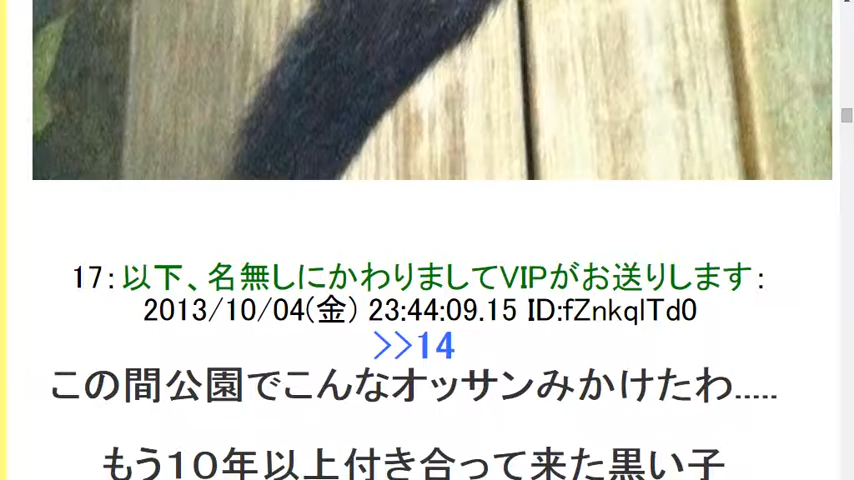 17：以下、名無しにかわりましてVIPがお送りします：
2013/10/04(金) 23:44:09.15 ID:fZnkqlTd0
>>14
この間公園でこんなオッサンみかけたわ.....
もう１０年以上付き合って来た黒い子